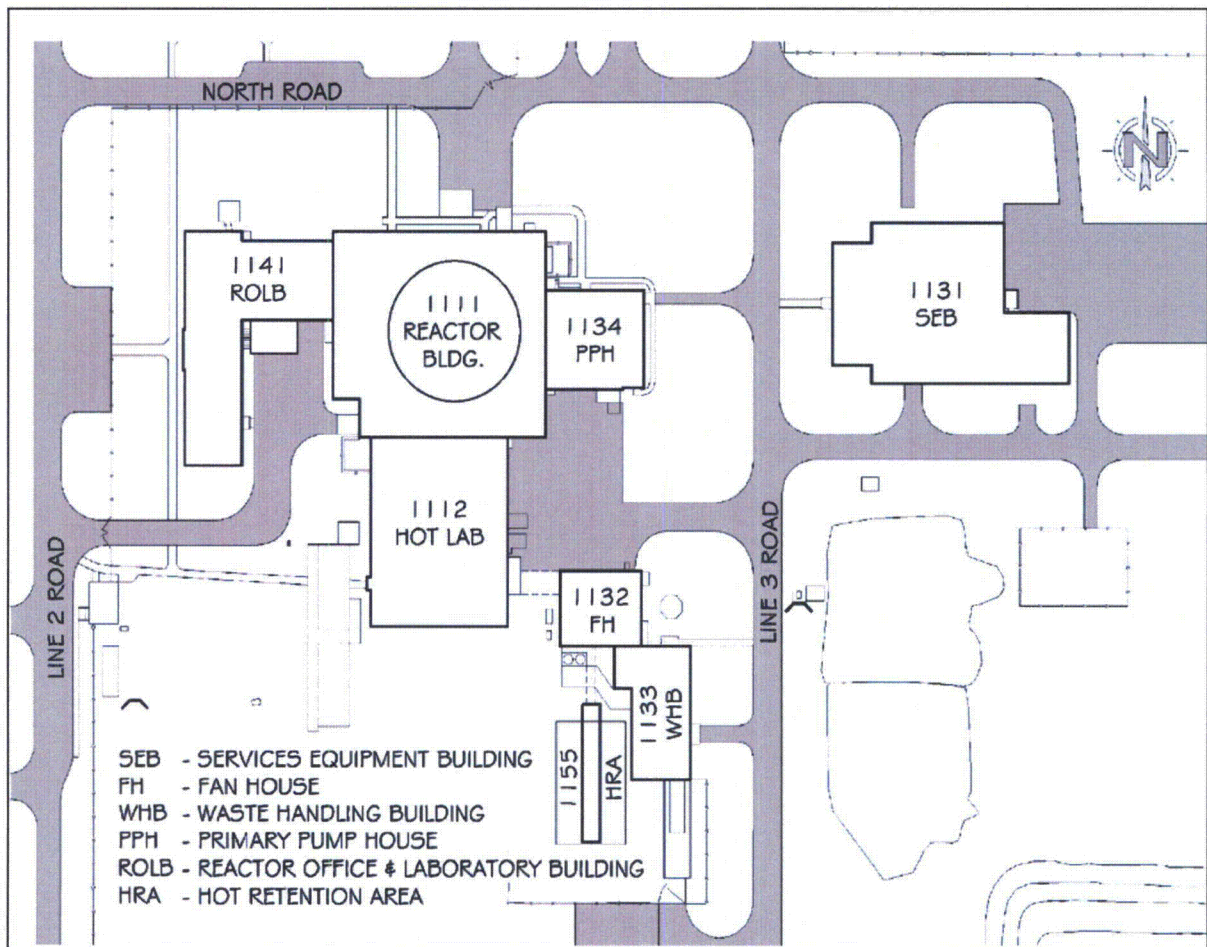 NORTH ROAD
N
1141
ROLB
1111
REACTOR
BLDG.
1134
PPH
1131
SEB
1112
HOT LAB
LINE 2 ROAD
LINE 3 ROAD
1132
FH
1133
WHB
1155
HRA
SEB - SERVICES EQUIPMENT BUILDING
FH - FAN HOUSE
WHB - WASTE HANDLING BUILDING
PPH - PRIMARY PUMP HOUSE
ROLB - REACTOR OFFICE & LABORATORY BUILDING
HRA - HOT RETENTION AREA